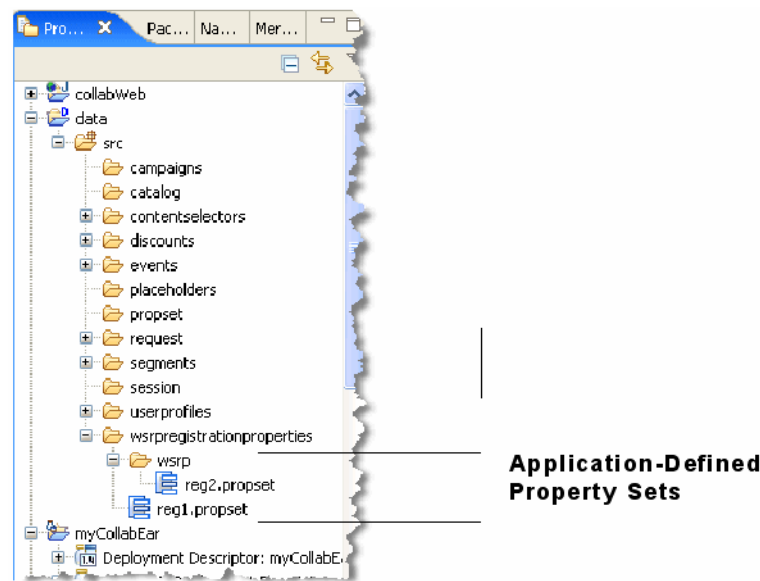 Pro... Pac... Na... Mer...
collabWeb
data
src
campaigns
catalog
contentselectors
discounts
events
placeholders
propset
request
segments
session
userprofiles
wsrpregistrationproperties
wsrp
reg2.propset
reg1.propset
Application-Defined
Property Sets
myCollabEar
Deployment Descriptor: myCollabE